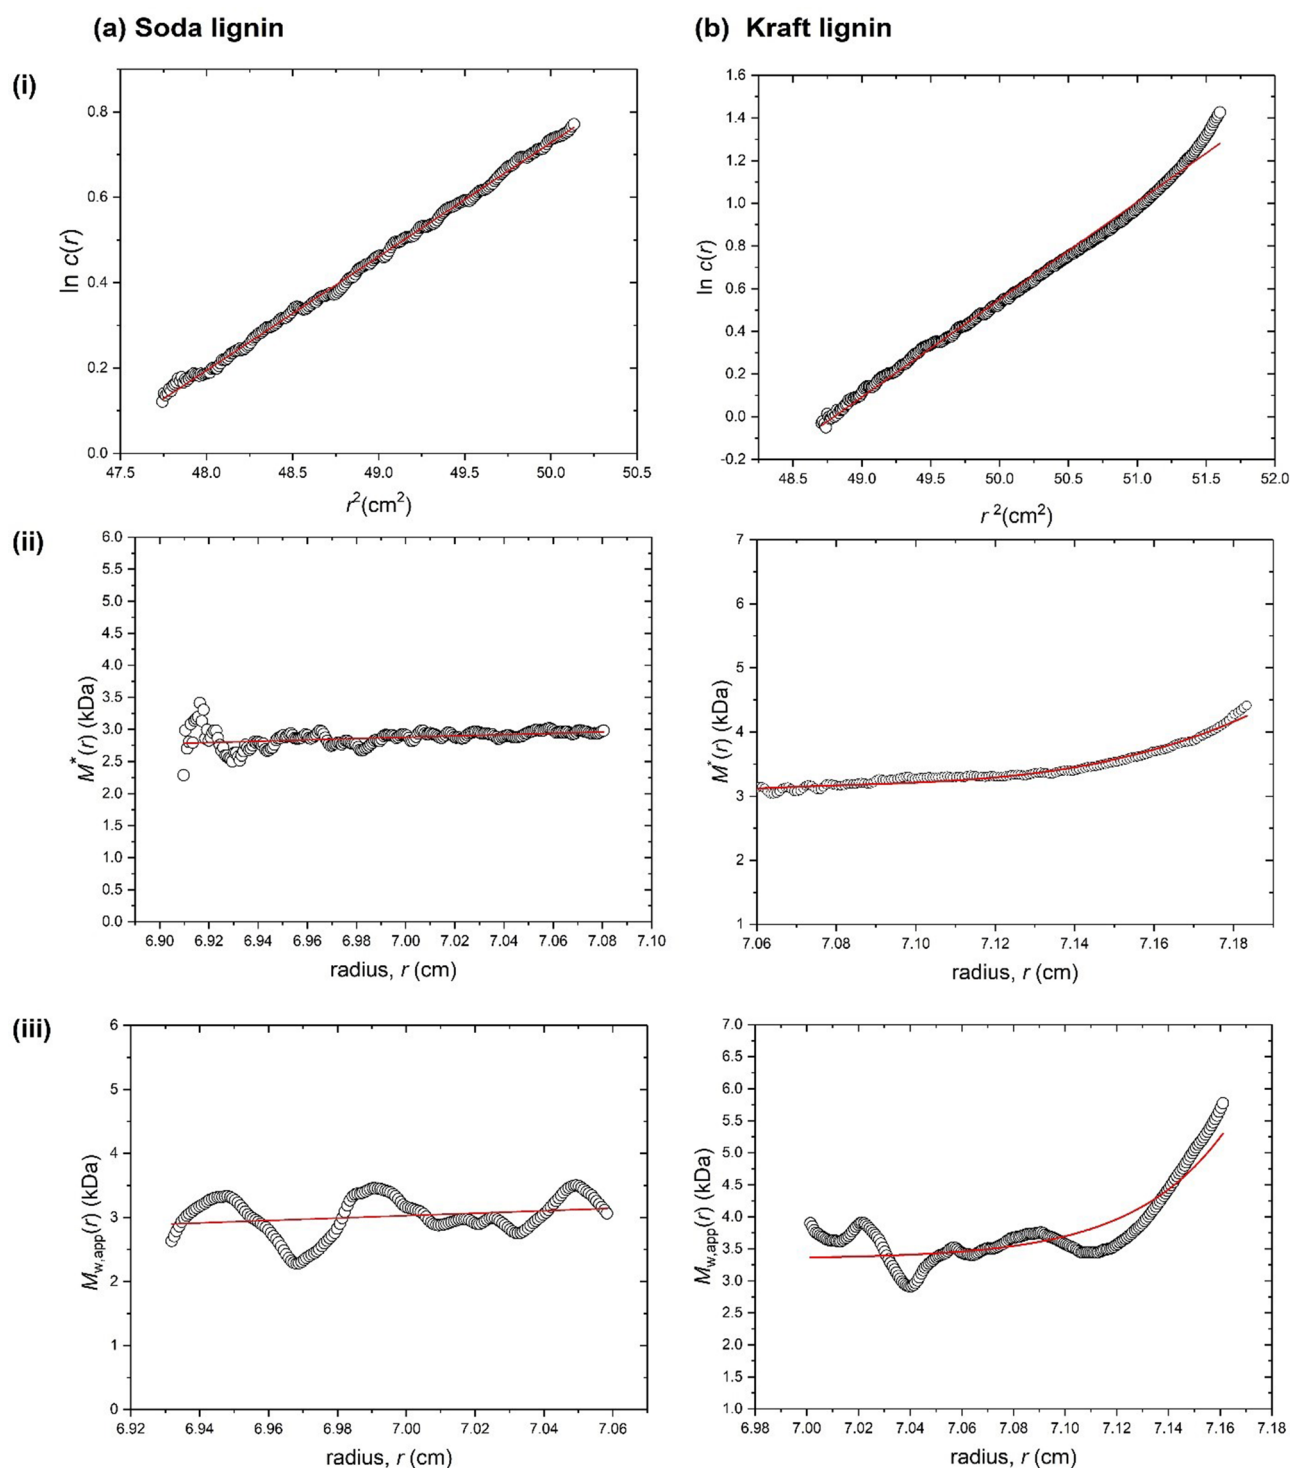 (a) Soda lignin
(b) Kraft lignin
(i)
0.8
0.6
0.4
0.2
0.0
ln c(r)
47.5 48.0 48.5 49.0 49.5 50.0 50.5
r²(cm²)
1.6
1.4
1.2
1.0
0.8
0.6
0.4
0.2
0.0
-0.2
ln c(r)
48.5 49.0 49.5 50.0 50.5 51.0 51.5 52.0
r ²(cm²)
(ii)
6.0
5.5
5.0
4.5
4.0
3.5
3.0
2.5
2.0
1.5
1.0
0.5
0.0
M*(r) (kDa)
6.90 6.92 6.94 6.96 6.98 7.00 7.02 7.04 7.06 7.08 7.10
radius, r (cm)
7
6
5
4
3
2
1
M*(r) (kDa)
7.06 7.08 7.10 7.12 7.14 7.16 7.18
radius, r (cm)
(iii)
6
5
4
3
2
1
0
Mw,app(r) (kDa)
6.92 6.94 6.96 6.98 7.00 7.02 7.04 7.06
radius, r (cm)
7.0
6.5
6.0
5.5
5.0
4.5
4.0
3.5
3.0
2.5
2.0
1.5
1.0
Mw,app(r) (kDa)
6.98 7.00 7.02 7.04 7.06 7.08 7.10 7.12 7.14 7.16 7.18
radius, r (cm)